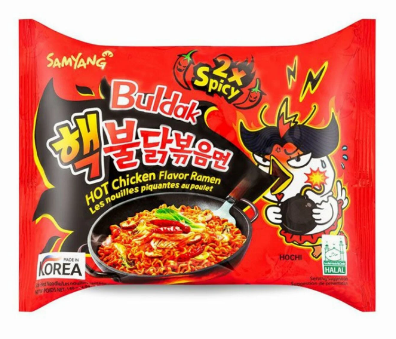 SAMYANG
2x
Spicy
Buldak
핵불닭볶음면
HOT Chicken Flavor Ramen
Les nouilles piquantes au poulet
MADE IN
KOREA
HOCHI
HALAL